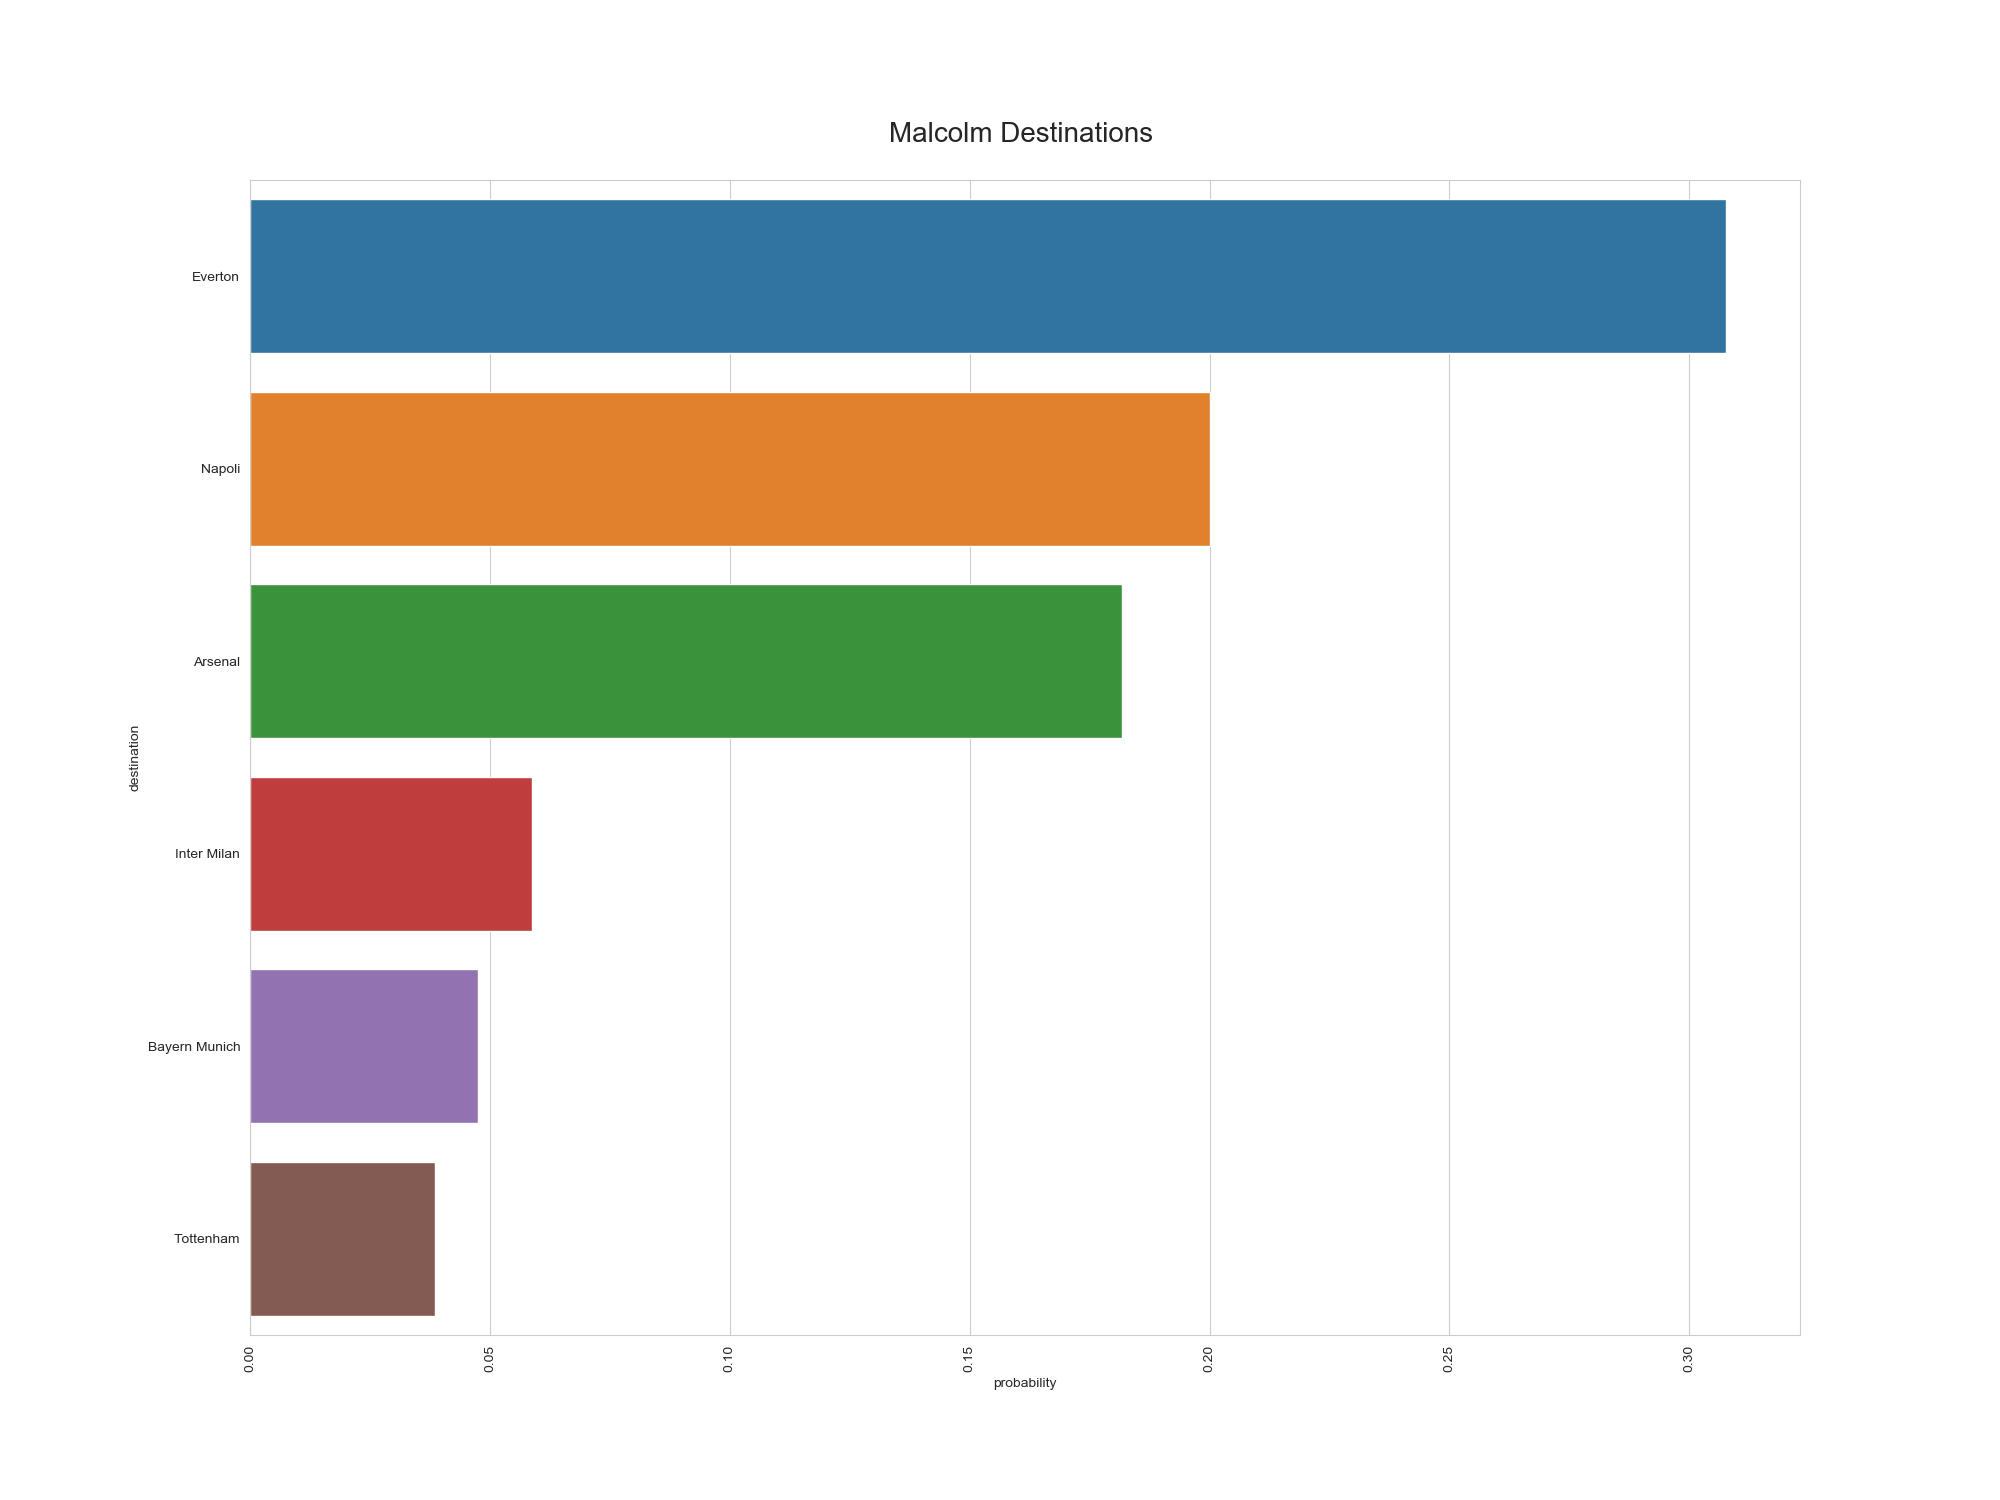 Malcolm Destinations
Everton
Napoli
Arsenal
destination
Inter Milan
Bayern Munich
Tottenham
0.00
0.05
0.10
0.15
0.20
0.25
0.30
probability